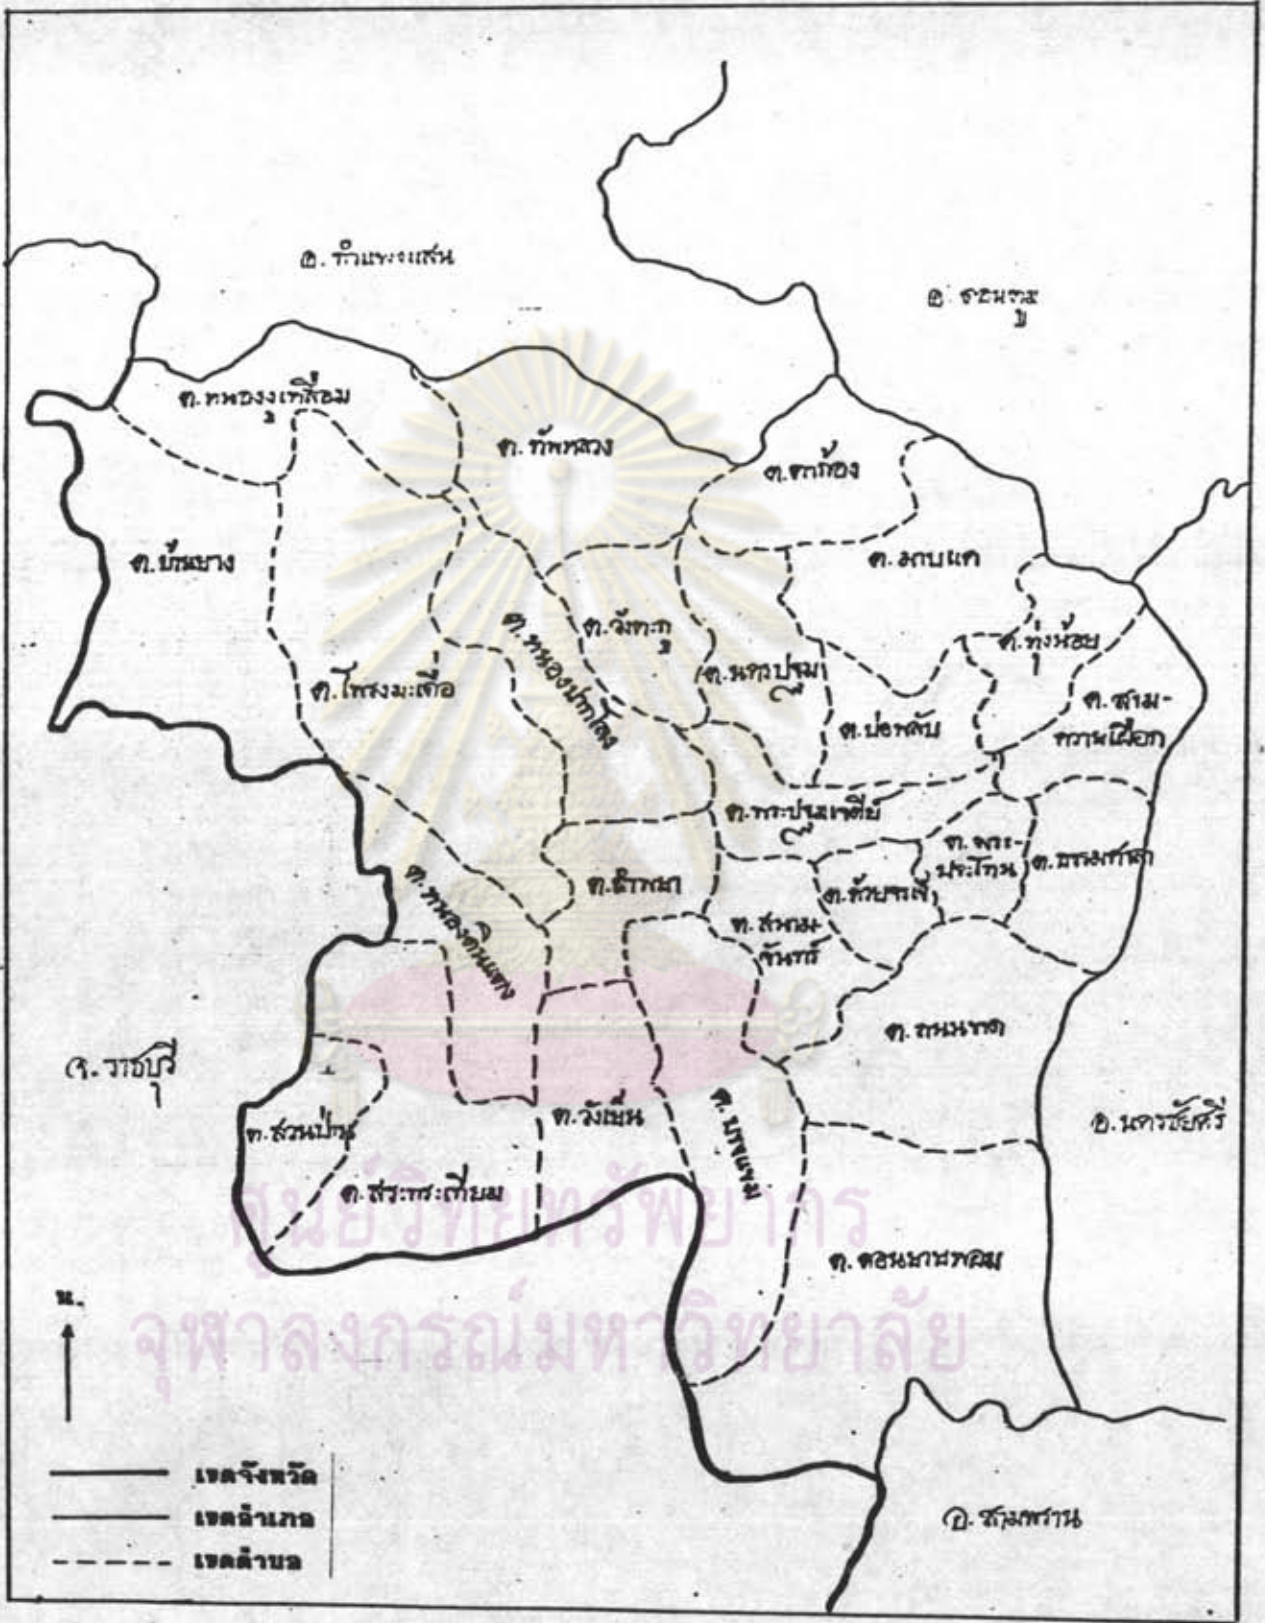 อ. กำแพงแสน
อ. ดอนตูม
ต. หนองงูเหลือม
ต. ทัพหลวง
ต. ตาก้อง
ต. บ้านยาง
ต. มาบแค
ต. วังตะกู
ต. หนองปากโลง
ต. ทุ่งน้อย
ต. นครปฐม
ต. โพรงมะเดื่อ
ต. สาม-
ควายเผือก
ต. บ่อพลับ
ต. พระปฐมเจดีย์
ต. พระ-
ประโทน
ต. ธรรมศาลา
ต. ลำพยา
ต. ห้วยจรเข้
ต. หนองดินแดง
ต. สนาม-
จันทร์
ต. ถนนขาด
จ. ราชบุรี
ต. สวนป่าน
ต. วังเย็น
ต. บางแขม
อ. นครชัยศรี
ต. สระกระเทียม
ศูนย์วิทยทรัพยากร
ต. ดอนยายหอม
น.
จุฬาลงกรณ์มหาวิทยาลัย
เขตจังหวัด
เขตอำเภอ
เขตตำบล
อ. สามพราน